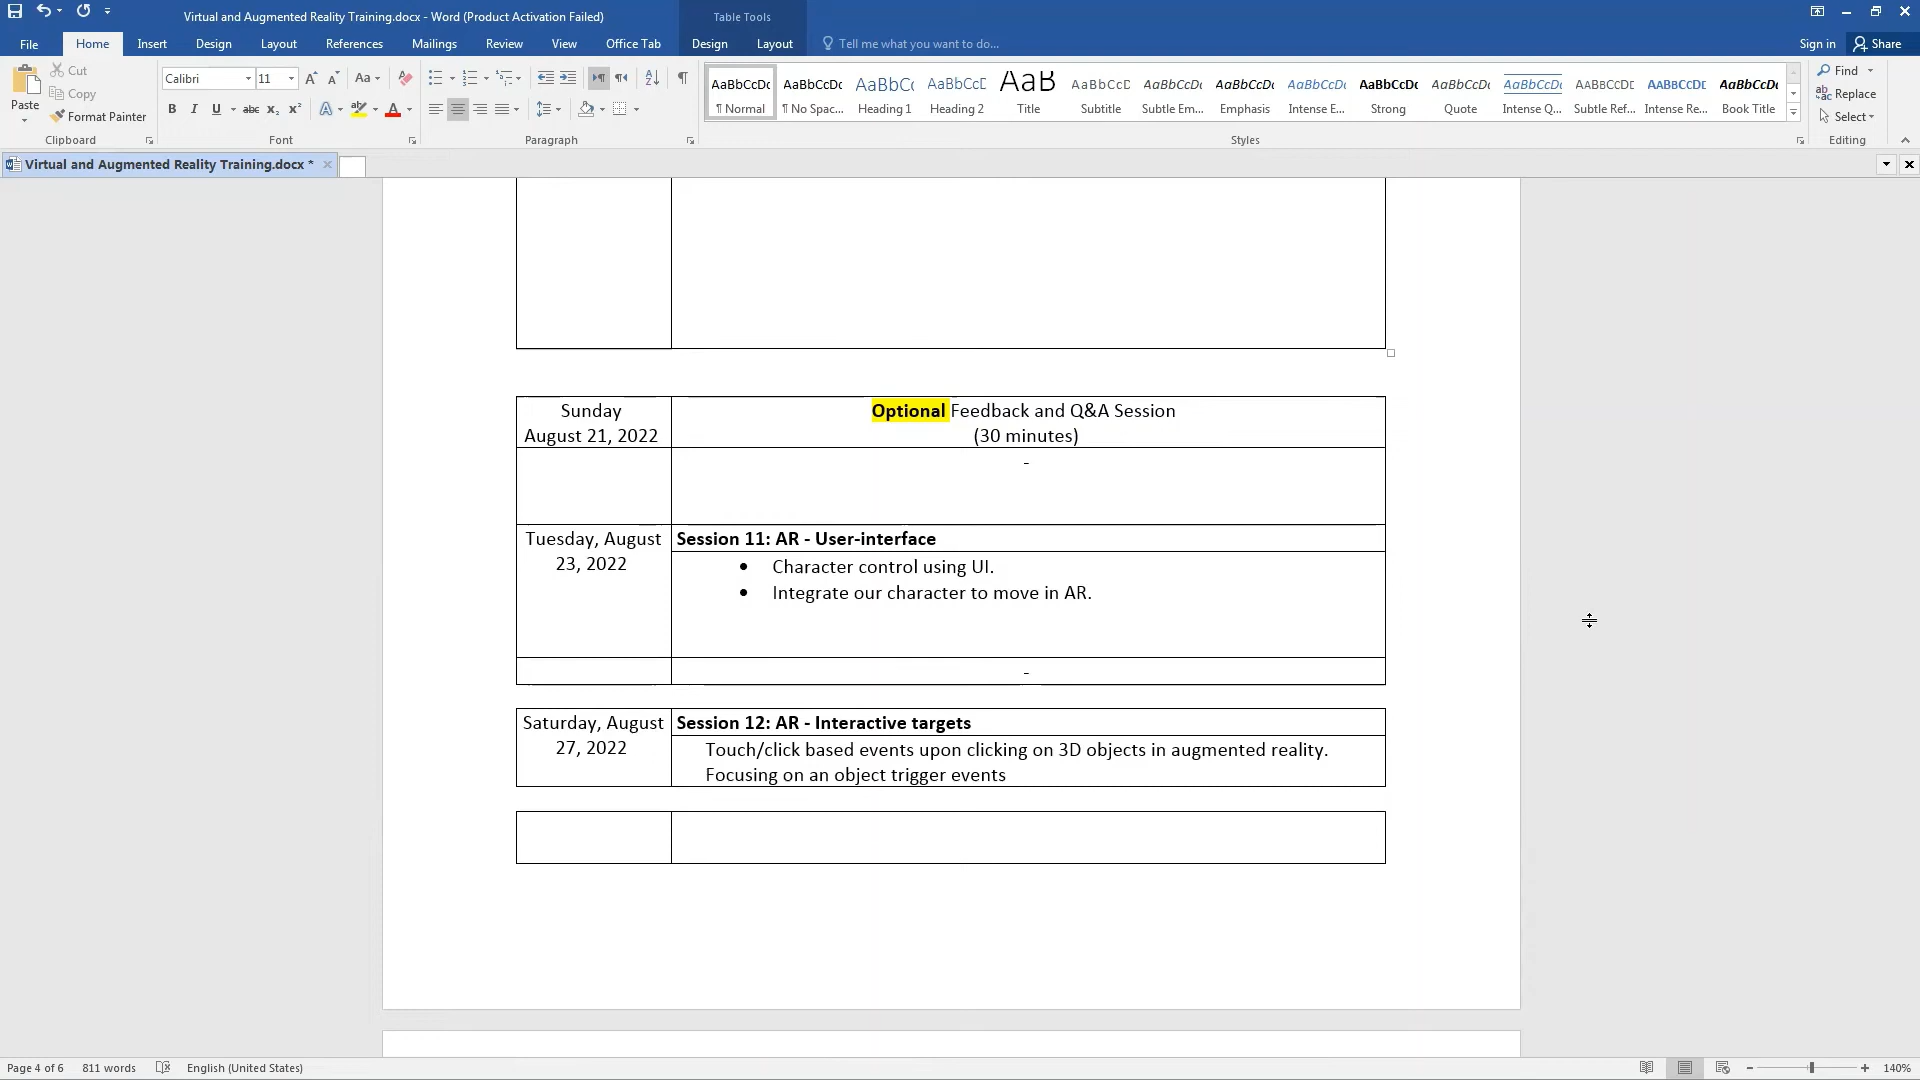 Virtual and Augmented Reality Training.docx - Word (Product Activation Failed)
Table Tools
File Home Insert Design Layout References Mailings Review View Office Tab Design Layout Tell me what you want to do... Sign in Share
Paste Cut Copy Format Painter Clipboard
Calibri 11 Font
Paragraph
AaBbCcDc AaBbCcDc AaBbCc AaBbCcD AaB AaBbCcD AaBbCcDc AaBbCcDc AaBbCcDc AaBbCcDc AaBbCcDc AaBbCcDc AaBbCcDc AaBbCcDc AaBbCcDc
¶ Normal ¶ No Spac... Heading 1 Heading 2 Title Subtitle Subtle Em... Emphasis Intense E... Strong Quote Intense Q... Subtle Ref... Intense Re... Book Title
Styles
Find
Replace
Select
Editing
Virtual and Augmented Reality Training.docx *
Sunday
August 21, 2022
Optional Feedback and Q&A Session
(30 minutes)
-
Tuesday, August
23, 2022
Session 11: AR - User-interface
• Character control using UI.
• Integrate our character to move in AR.
-
Saturday, August
27, 2022
Session 12: AR - Interactive targets
Touch/click based events upon clicking on 3D objects in augmented reality.
Focusing on an object trigger events
Page 4 of 6 811 words English (United States) 140%